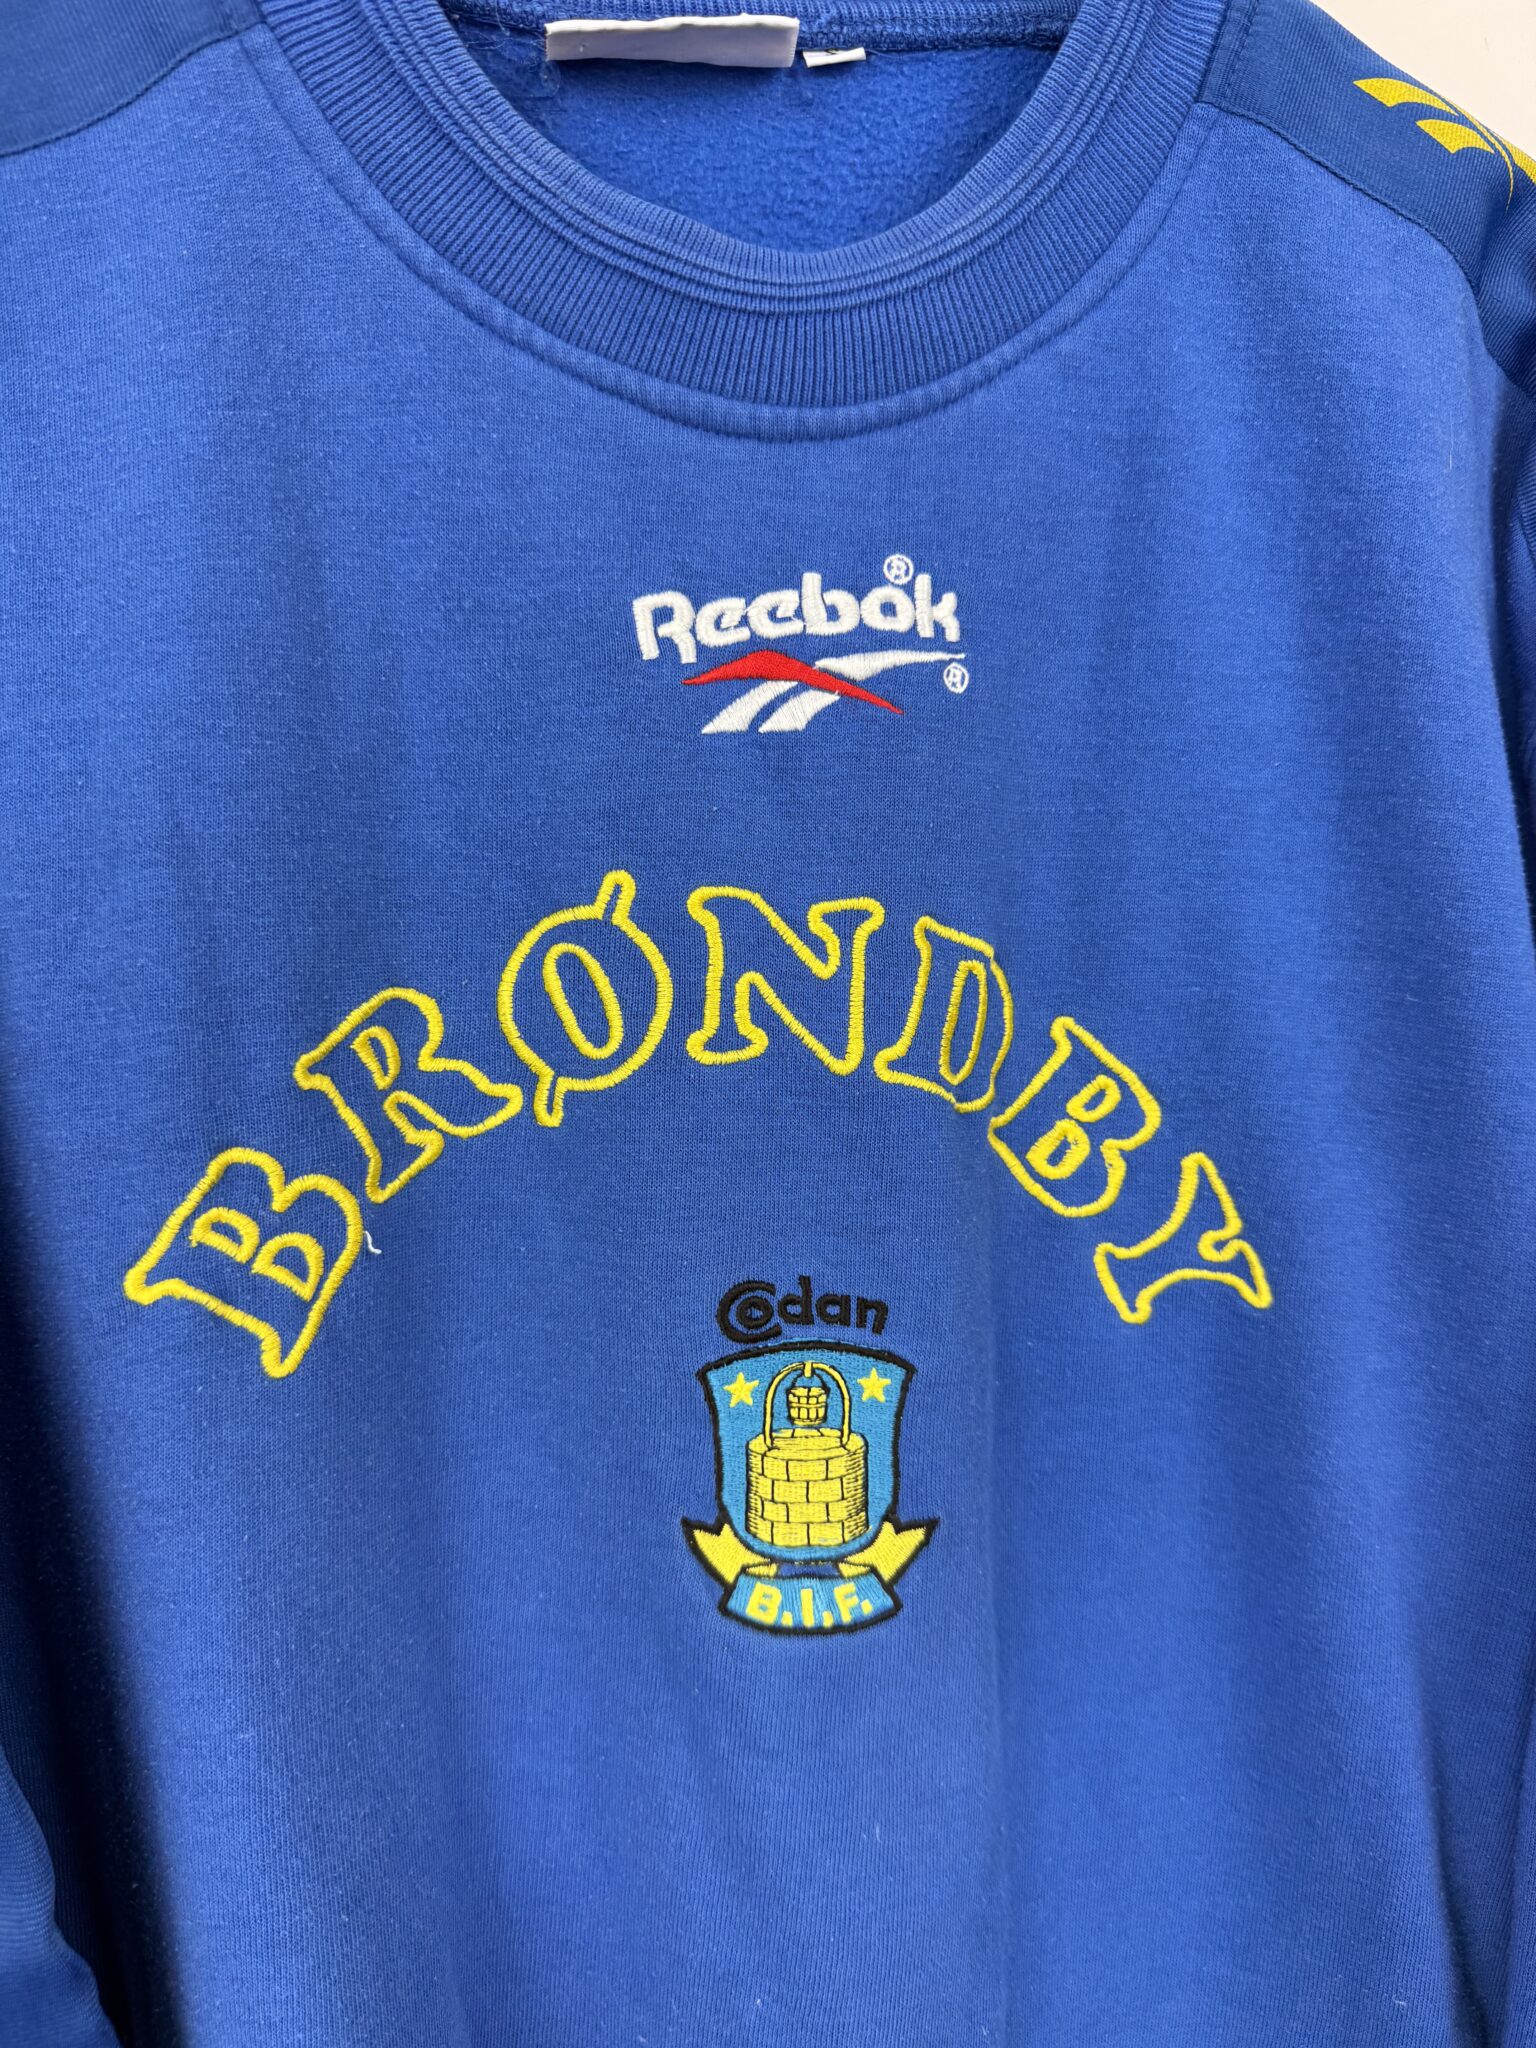 Reebok®
®
BRØNDBY
Codan
B.I.F.